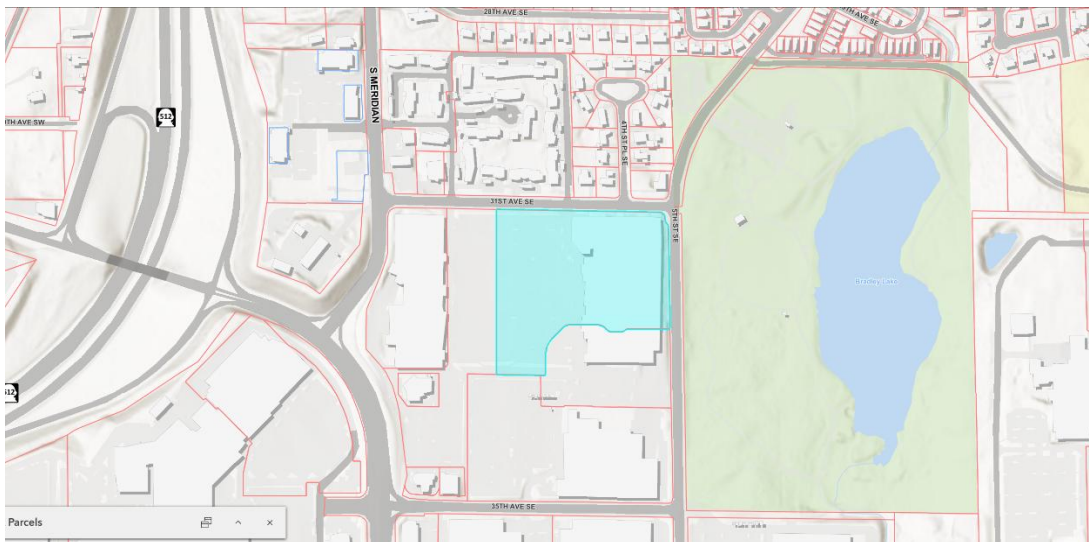 28TH AVE SE
S MERIDIAN
512
4TH ST PL SE
31ST AVE SE
5TH ST SE
Bradley Lake
512
35TH AVE SE
Parcels